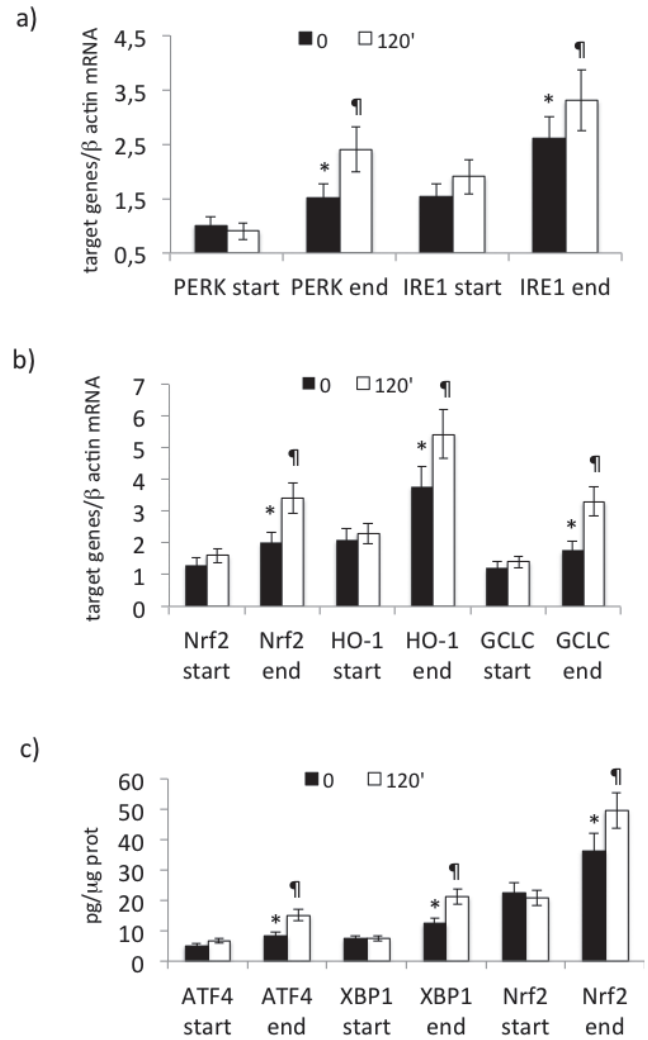 a)
target genes/β actin mRNA
0 120'
4,5
3,5
2,5
1,5
0,5
* ¶ * ¶
PERK start PERK end IRE1 start IRE1 end
b)
target genes/β actin mRNA
0 120'
7
6
5
4
3
2
1
0
* ¶ * ¶ * ¶
Nrf2 Nrf2 HO-1 HO-1 GCLC GCLC
start end start end start end
c)
pg/µg prot
0 120'
60
50
40
30
20
10
0
* ¶ * ¶ * ¶
ATF4 ATF4 XBP1 XBP1 Nrf2 Nrf2
start end start end start end